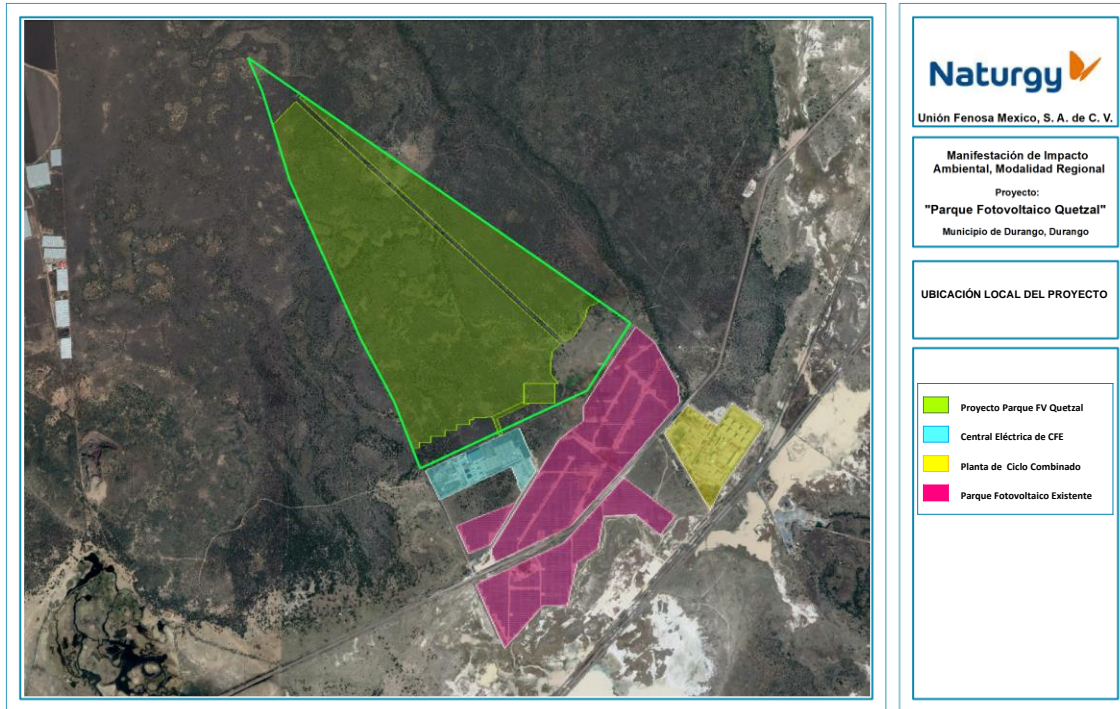 Naturgy
Unión Fenosa Mexico, S. A. de C. V.
Manifestación de Impacto
Ambiental, Modalidad Regional
Proyecto:
"Parque Fotovoltaico Quetzal"
Municipio de Durango, Durango
UBICACIÓN LOCAL DEL PROYECTO
Proyecto Parque FV Quetzal
Central Eléctrica de CFE
Planta de Ciclo Combinado
Parque Fotovoltaico Existente